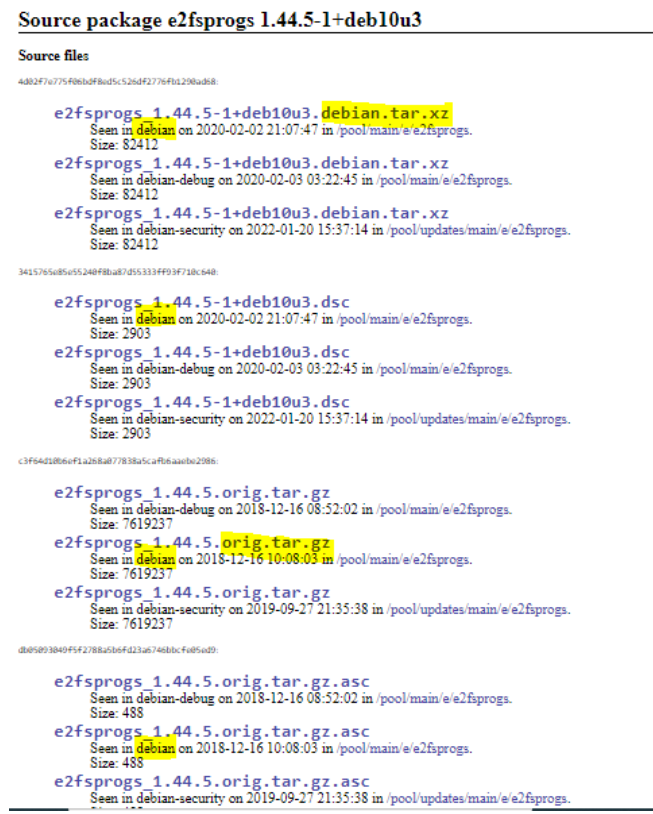 Source package e2fsprogs 1.44.5-1+deb10u3
Source files
4d02f7e775f06bdf8ed5c526df2776fb1290ad68:
e2fsprogs_1.44.5-1+deb10u3.debian.tar.xz
Seen in debian on 2020-02-02 21:07:47 in /pool/main/e/e2fsprogs.
Size: 82412
e2fsprogs_1.44.5-1+deb10u3.debian.tar.xz
Seen in debian-debug on 2020-02-03 03:22:45 in /pool/main/e/e2fsprogs.
Size: 82412
e2fsprogs_1.44.5-1+deb10u3.debian.tar.xz
Seen in debian-security on 2022-01-20 15:37:14 in /pool/updates/main/e/e2fsprogs.
Size: 82412
3415765e85e55240f8ba87d55333ff93f710c640:
e2fsprogs_1.44.5-1+deb10u3.dsc
Seen in debian on 2020-02-02 21:07:47 in /pool/main/e/e2fsprogs.
Size: 2903
e2fsprogs_1.44.5-1+deb10u3.dsc
Seen in debian-debug on 2020-02-03 03:22:45 in /pool/main/e/e2fsprogs.
Size: 2903
e2fsprogs_1.44.5-1+deb10u3.dsc
Seen in debian-security on 2022-01-20 15:37:14 in /pool/updates/main/e/e2fsprogs.
Size: 2903
c3f64d10b6ef1a268a077838a5cafb6aaebe2986:
e2fsprogs_1.44.5.orig.tar.gz
Seen in debian-debug on 2018-12-16 08:52:02 in /pool/main/e/e2fsprogs.
Size: 7619237
e2fsprogs_1.44.5.orig.tar.gz
Seen in debian on 2018-12-16 10:08:03 in /pool/main/e/e2fsprogs.
Size: 7619237
e2fsprogs_1.44.5.orig.tar.gz
Seen in debian-security on 2019-09-27 21:35:38 in /pool/updates/main/e/e2fsprogs.
Size: 7619237
db05093049f5f2788a5b6fd23a6746bbcfe05ed9:
e2fsprogs_1.44.5.orig.tar.gz.asc
Seen in debian-debug on 2018-12-16 08:52:02 in /pool/main/e/e2fsprogs.
Size: 488
e2fsprogs_1.44.5.orig.tar.gz.asc
Seen in debian on 2018-12-16 10:08:03 in /pool/main/e/e2fsprogs.
Size: 488
e2fsprogs_1.44.5.orig.tar.gz.asc
Seen in debian-security on 2019-09-27 21:35:38 in /pool/updates/main/e/e2fsprogs.